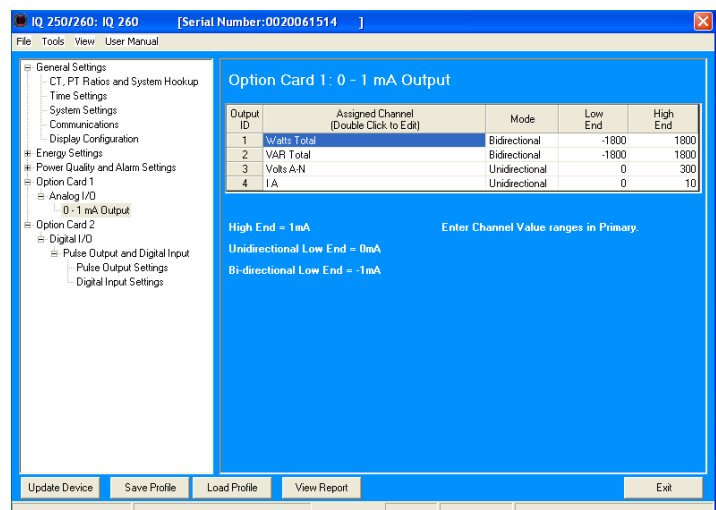 IQ 250/260: IQ 260 [Serial Number:0020061514 ]
File Tools View User Manual
General Settings
CT, PT Ratios and System Hookup
Time Settings
System Settings
Communications
Display Configuration
Energy Settings
Power Quality and Alarm Settings
Option Card 1
Analog I/O
0 - 1 mA Output
Option Card 2
Digital I/O
Pulse Output and Digital Input
Pulse Output Settings
Digital Input Settings
Option Card 1: 0 - 1 mA Output
Output ID Assigned Channel (Double Click to Edit) Mode Low End High End
1 Watts Total Bidirectional -1800 1800
2 VAR Total Bidirectional -1800 1800
3 Volts A-N Unidirectional 0 300
4 I A Unidirectional 0 10
High End = 1mA Enter Channel Value ranges in Primary.
Unidirectional Low End = 0mA
Bi-directional Low End = -1mA
Update Device Save Profile Load Profile View Report Exit